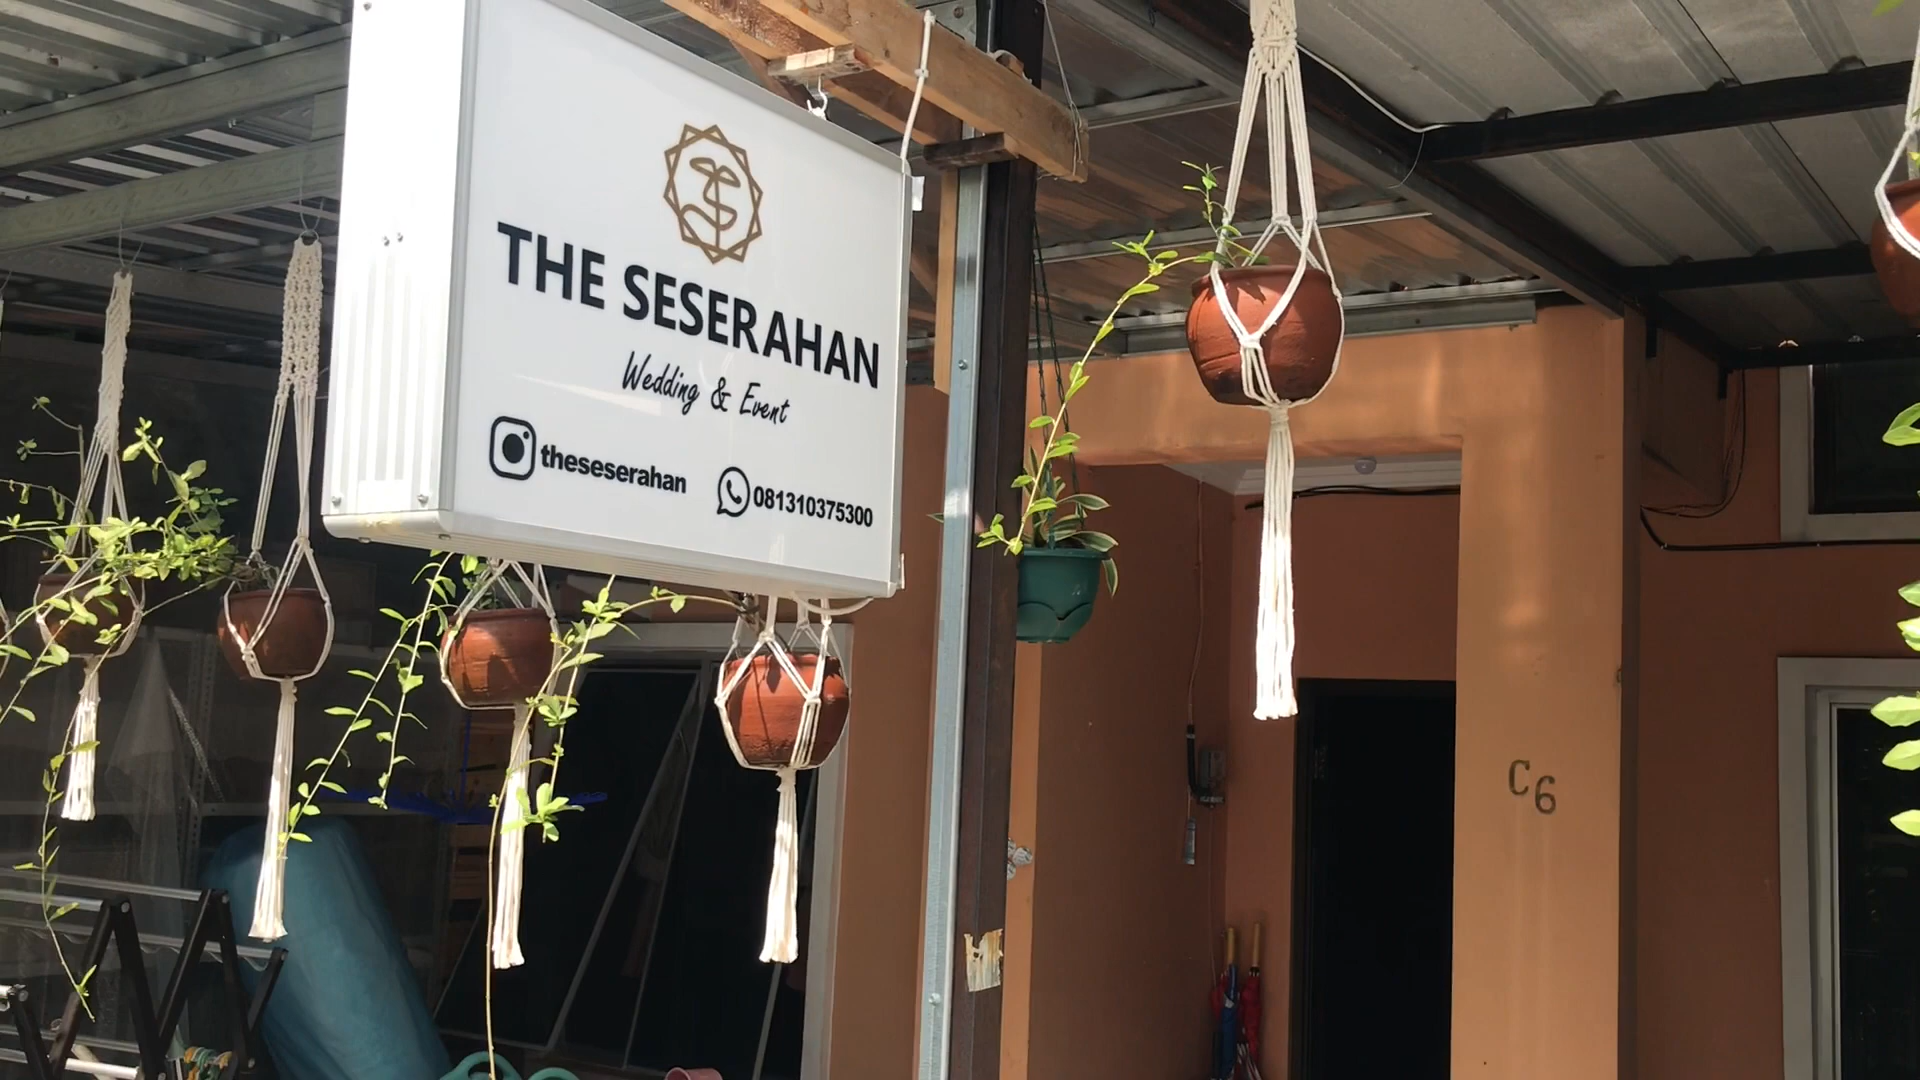 THE SESERAHAN
Wedding & Event
theseserahan
081310375300
C6